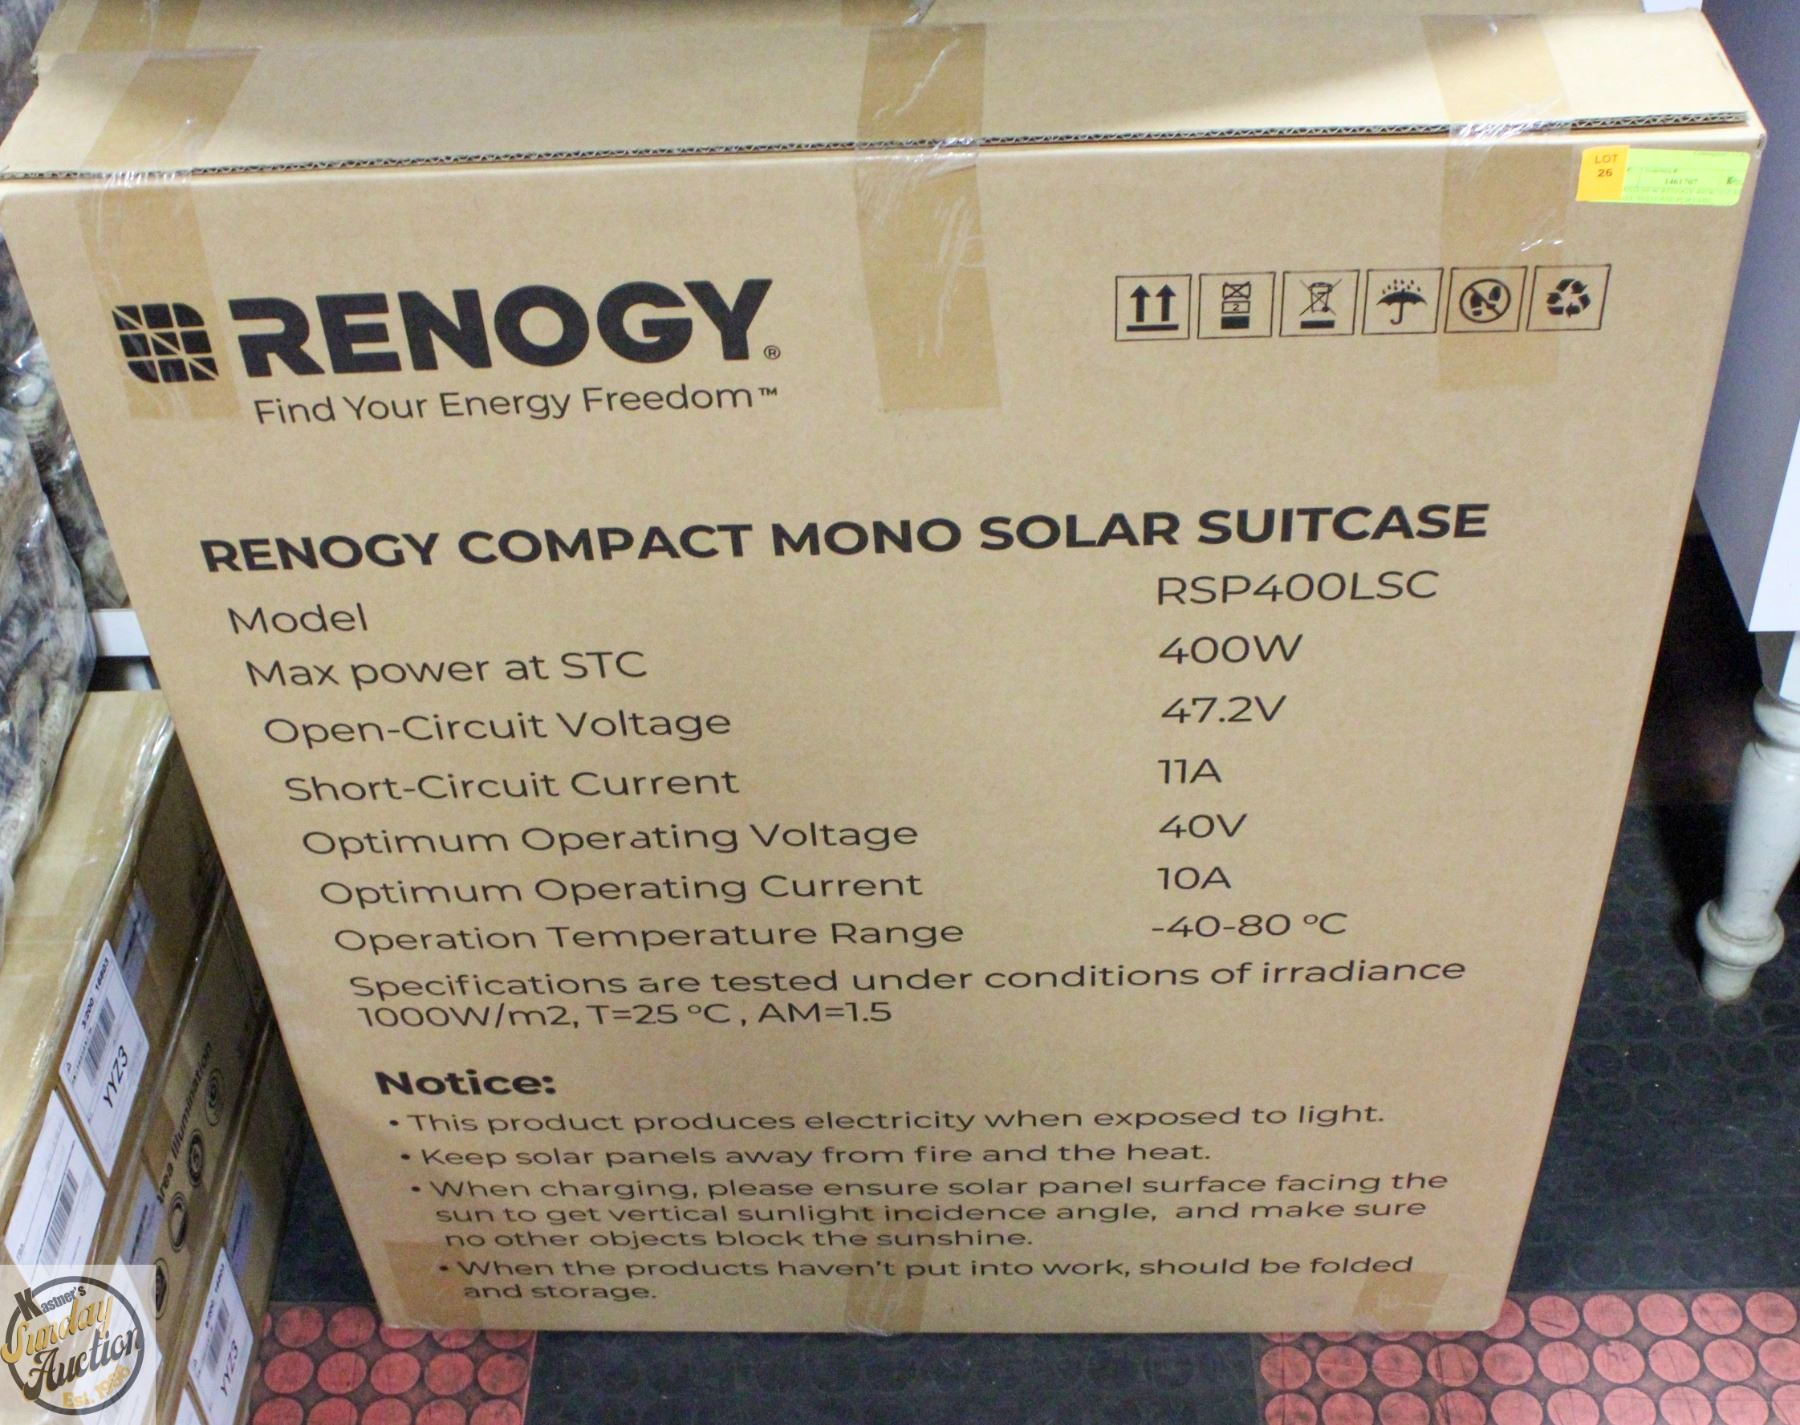 LOT
26
1461767
RENOGY®
Find Your Energy Freedom™
2
RENOGY COMPACT MONO SOLAR SUITCASE
Model RSP400LSC
Max power at STC 400W
Open-Circuit Voltage 47.2V
Short-Circuit Current 11A
Optimum Operating Voltage 40V
Optimum Operating Current 10A
Operation Temperature Range -40-80 °C
Specifications are tested under conditions of irradiance
1000W/m2, T=25 °C , AM=1.5
Notice:
• This product produces electricity when exposed to light.
• Keep solar panels away from fire and the heat.
• When charging, please ensure solar panel surface facing the
sun to get vertical sunlight incidence angle, and make sure
no other objects block the sunshine.
• When the products haven't put into work, should be folded
and storage.
YYZ3
Area Illumination
YYZ3
Kastner's
Sunday
Auction